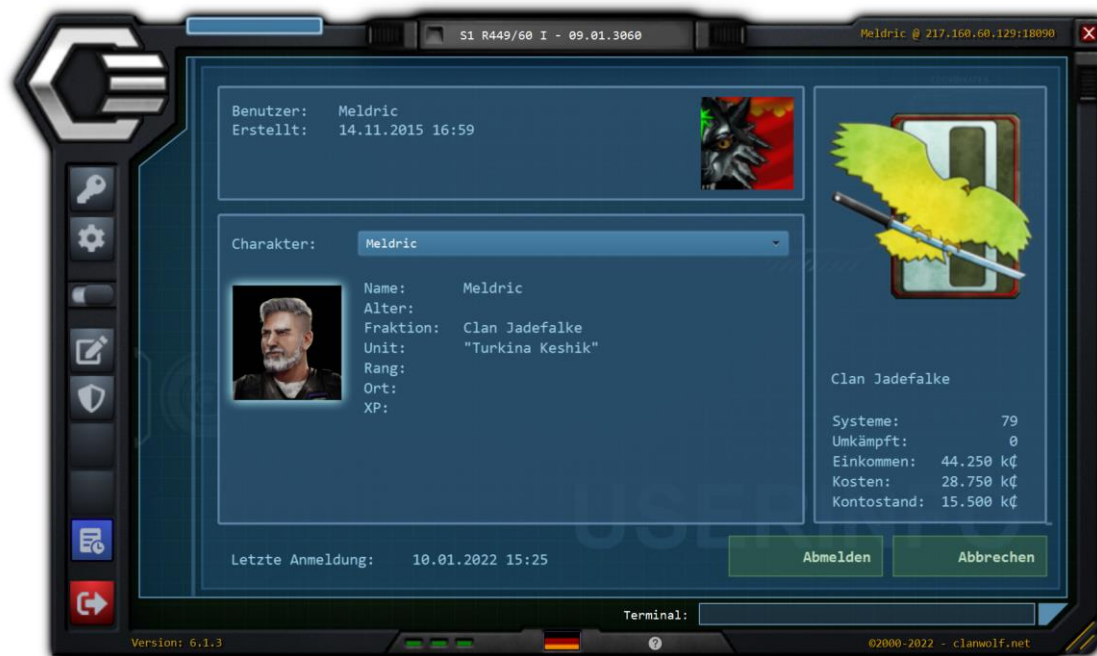 S1 R449/60 I - 09.01.3060
Meldric @ 217.160.60.129:18090
Benutzer: Meldric
Erstellt: 14.11.2015 16:59
Charakter: Meldric
Name: Meldric
Alter:
Fraktion: Clan Jadefalke
Unit: "Turkina Keshik"
Rang:
Ort:
XP:
Clan Jadefalke
Systeme: 79
Umkämpft: 0
Einkommen: 44.250 k₵
Kosten: 28.750 k₵
Kontostand: 15.500 k₵
USERINFO
Letzte Anmeldung: 10.01.2022 15:25
Abmelden
Abbrechen
Terminal:
Version: 6.1.3
?
©2000-2022 - clanwolf.net